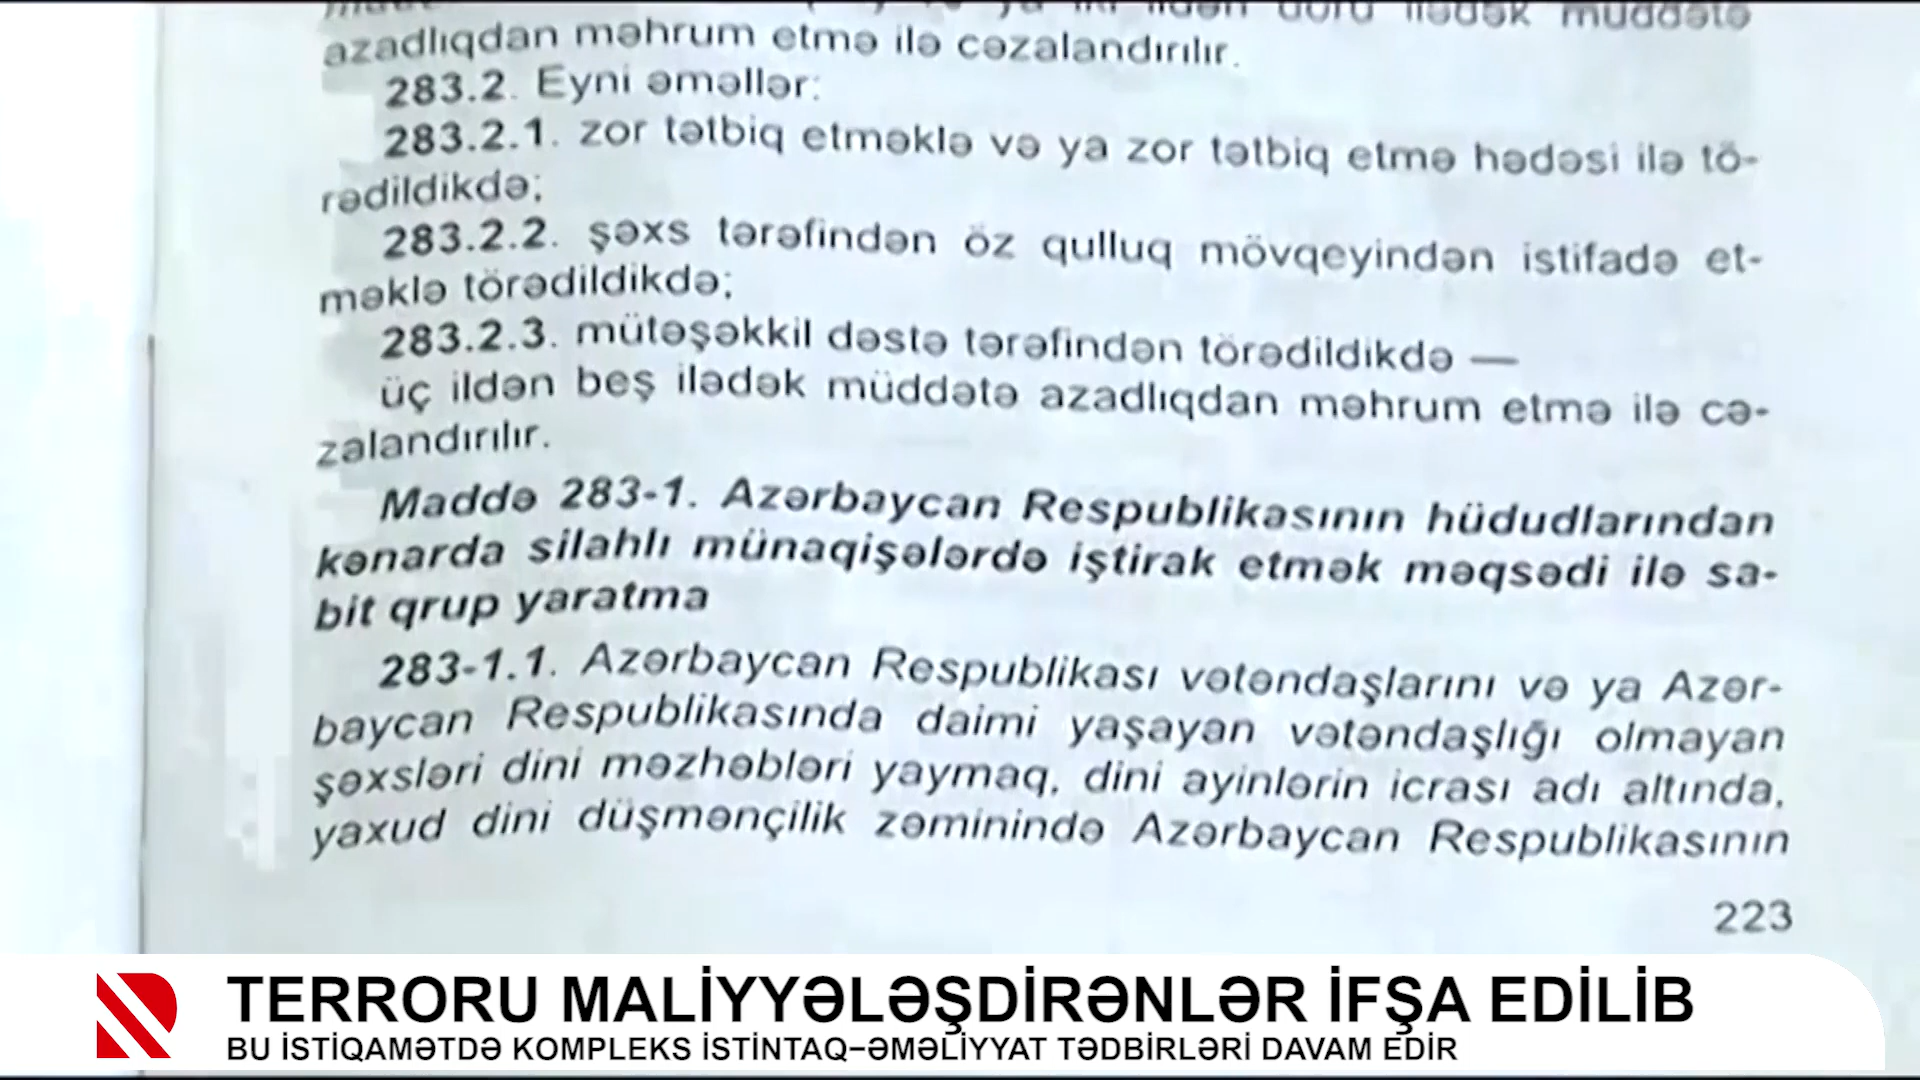 ildən dörd ilədək müddətə
azadlıqdan məhrum etmə ilə cəzalandırılır.
283.2. Eyni əməllər:
283.2.1. zor tətbiq etməklə və ya zor tətbiq etmə hədəsi ilə tö-
rədildikdə;
283.2.2. şəxs tərəfindən öz qulluq mövqeyindən istifadə et-
məklə törədildikdə;
283.2.3. mütəşəkkil dəstə tərəfindən törədildikdə —
üç ildən beş ilədək müddətə azadlıqdan məhrum etmə ilə cə-
zalandırılır.
Maddə 283-1. Azərbaycan Respublikasının hüdudlarından
kənarda silahlı münaqişələrdə iştirak etmək məqsədi ilə sa-
bit qrup yaratma
283-1.1. Azərbaycan Respublikası vətəndaşlarını və ya Azər-
baycan Respublikasında daimi yaşayan vətəndaşlığı olmayan
şəxsləri dini məzhəbləri yaymaq, dini ayinlərin icrası adı altında,
yaxud dini düşmənçilik zəminində Azərbaycan Respublikasının
223
TERRORU MALİYYƏLƏŞDİRƏNLƏR İFŞA EDİLİB
BU İSTİQAMƏTDƏ KOMPLEKS İSTİNTAQ-ƏMƏLİYYAT TƏDBİRLƏRİ DAVAM EDİR